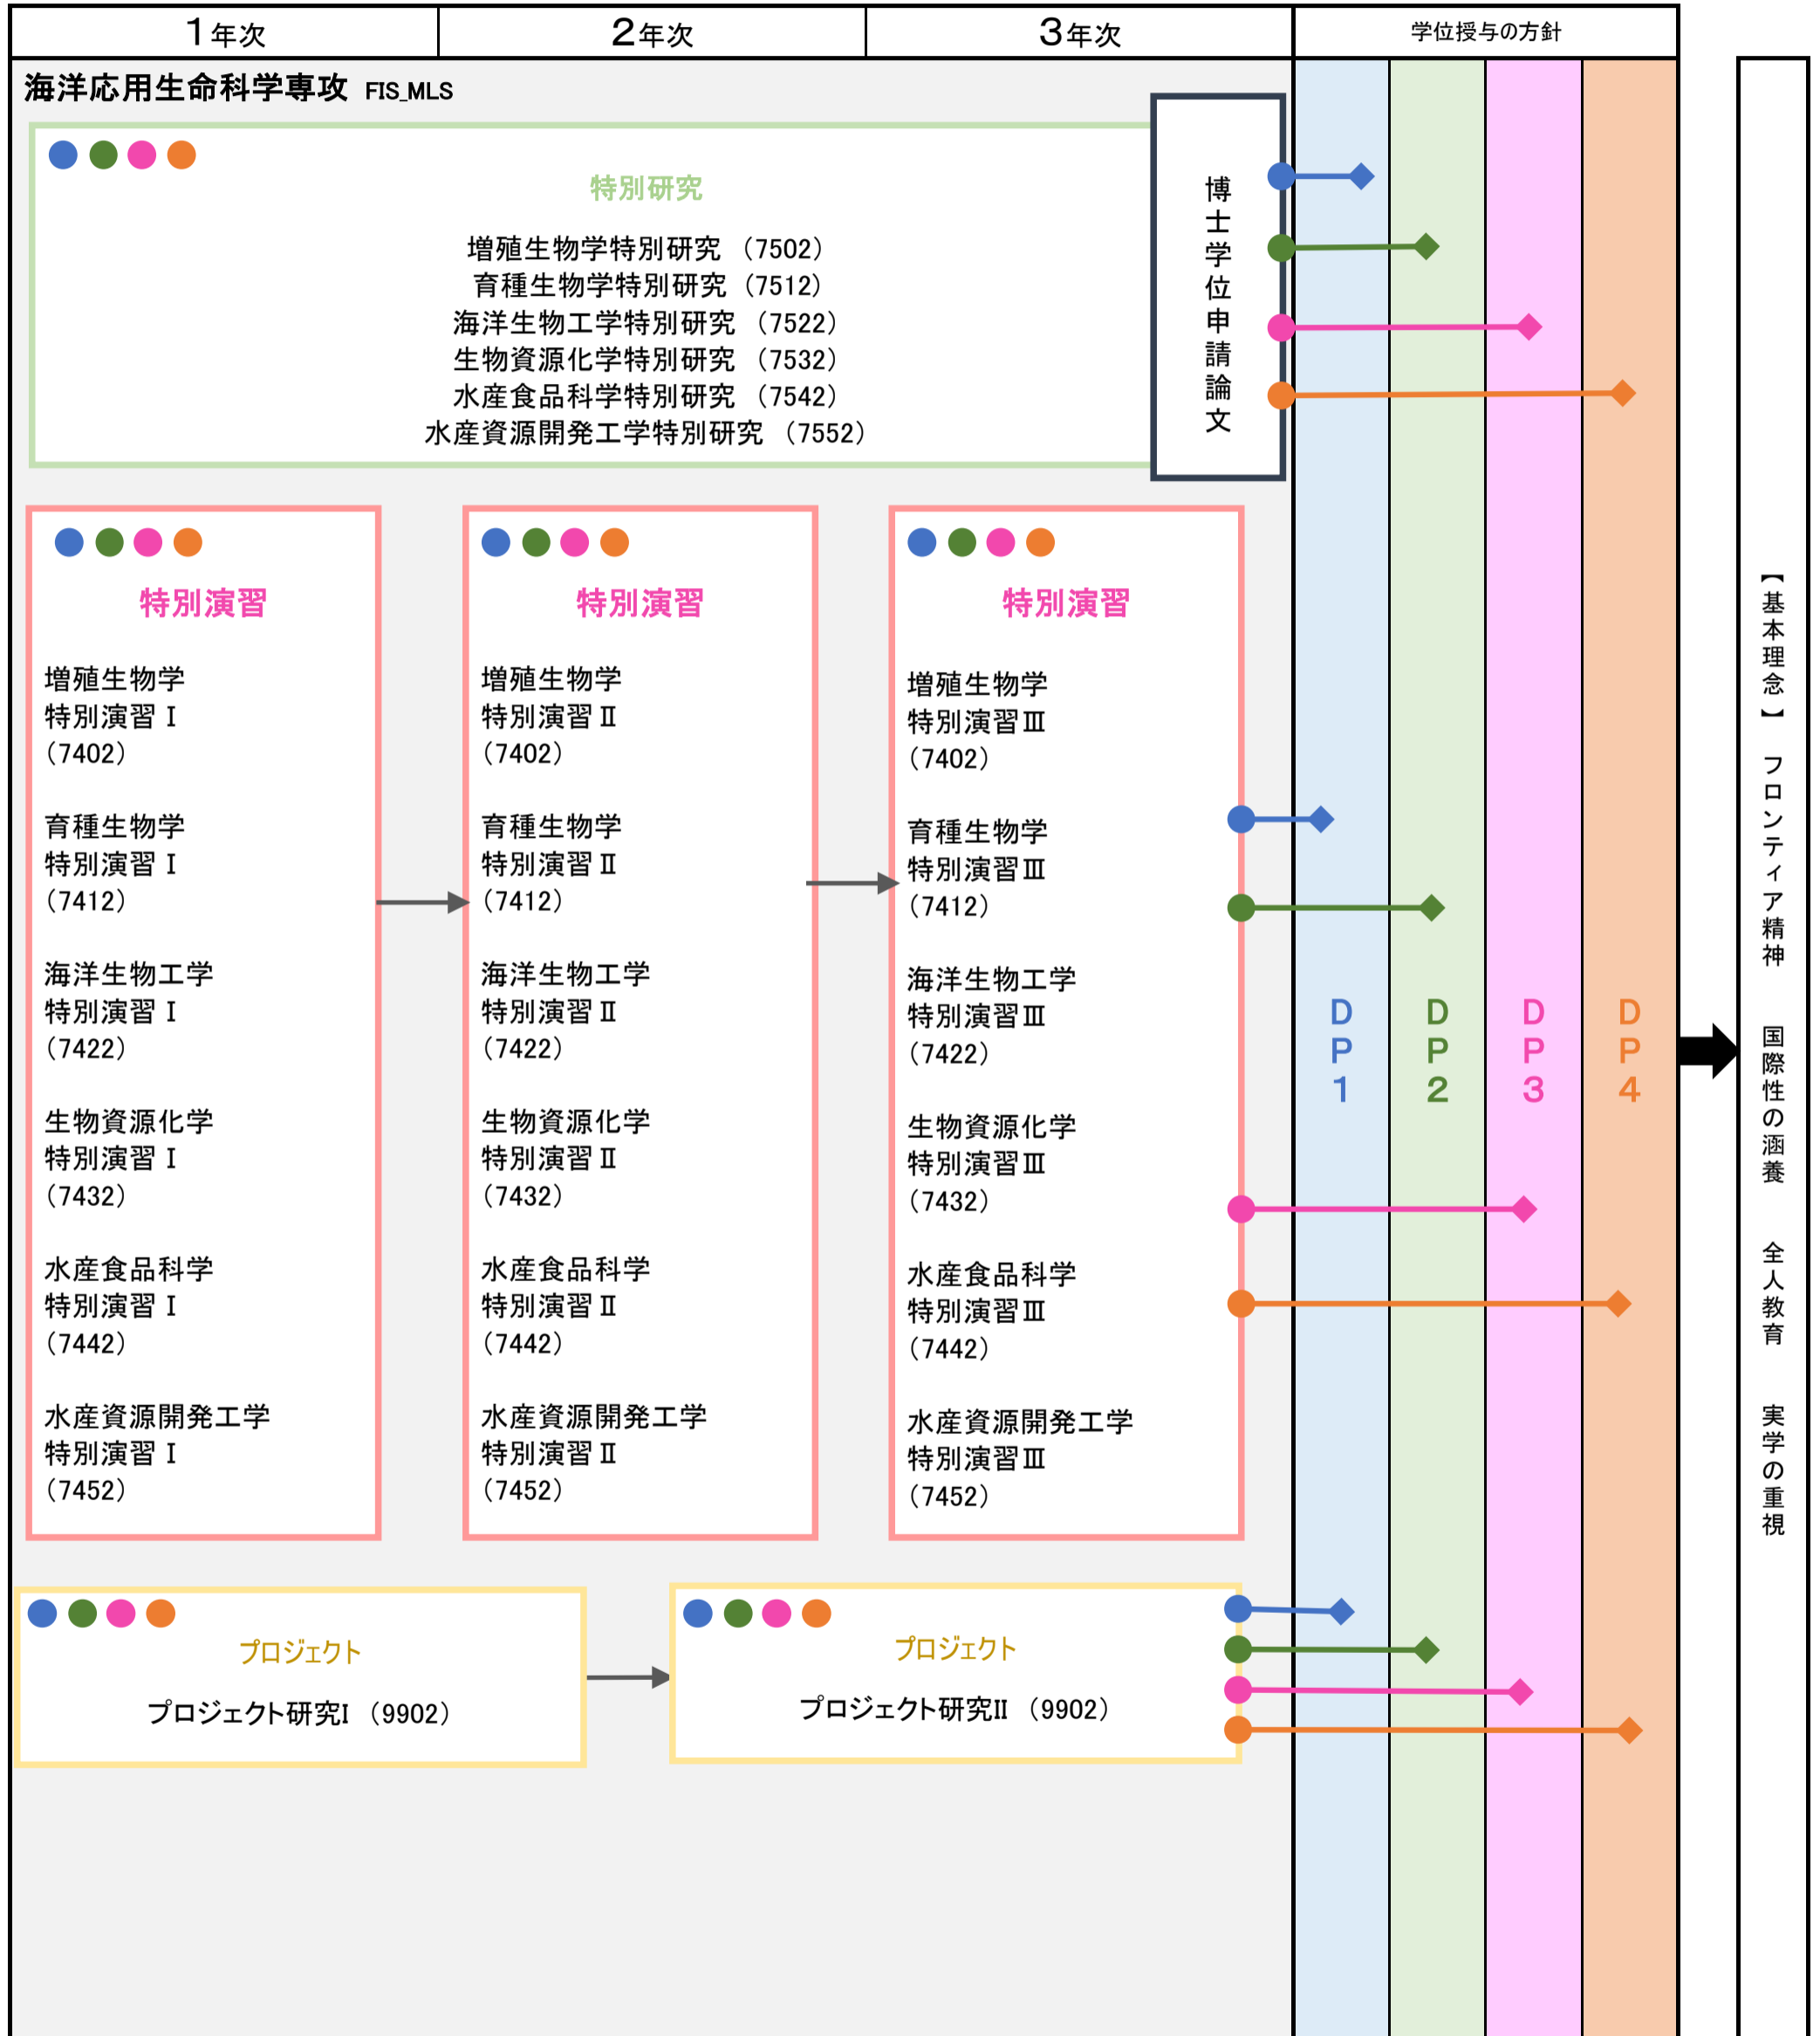 1年次
2年次
3年次
学位授与の方針
海洋応用生命科学専攻 FIS_MLS
特別研究
増殖生物学特別研究 (7502)
育種生物学特別研究 (7512)
海洋生物工学特別研究 (7522)
生物資源化学特別研究 (7532)
水産食品科学特別研究 (7542)
水産資源開発工学特別研究 (7552)
博士学位申請論文
特別演習
増殖生物学
特別演習Ⅰ
(7402)
育種生物学
特別演習Ⅰ
(7412)
海洋生物工学
特別演習Ⅰ
(7422)
生物資源化学
特別演習Ⅰ
(7432)
水産食品科学
特別演習Ⅰ
(7442)
水産資源開発工学
特別演習Ⅰ
(7452)
特別演習
増殖生物学
特別演習Ⅱ
(7402)
育種生物学
特別演習Ⅱ
(7412)
海洋生物工学
特別演習Ⅱ
(7422)
生物資源化学
特別演習Ⅱ
(7432)
水産食品科学
特別演習Ⅱ
(7442)
水産資源開発工学
特別演習Ⅱ
(7452)
特別演習
増殖生物学
特別演習Ⅲ
(7402)
育種生物学
特別演習Ⅲ
(7412)
海洋生物工学
特別演習Ⅲ
(7422)
生物資源化学
特別演習Ⅲ
(7432)
水産食品科学
特別演習Ⅲ
(7442)
水産資源開発工学
特別演習Ⅲ
(7452)
プロジェクト
プロジェクト研究I (9902)
プロジェクト
プロジェクト研究II (9902)
DP1
DP2
DP3
DP4
【基本理念】 フロンティア精神 国際性の涵養 全人教育 実学の重視